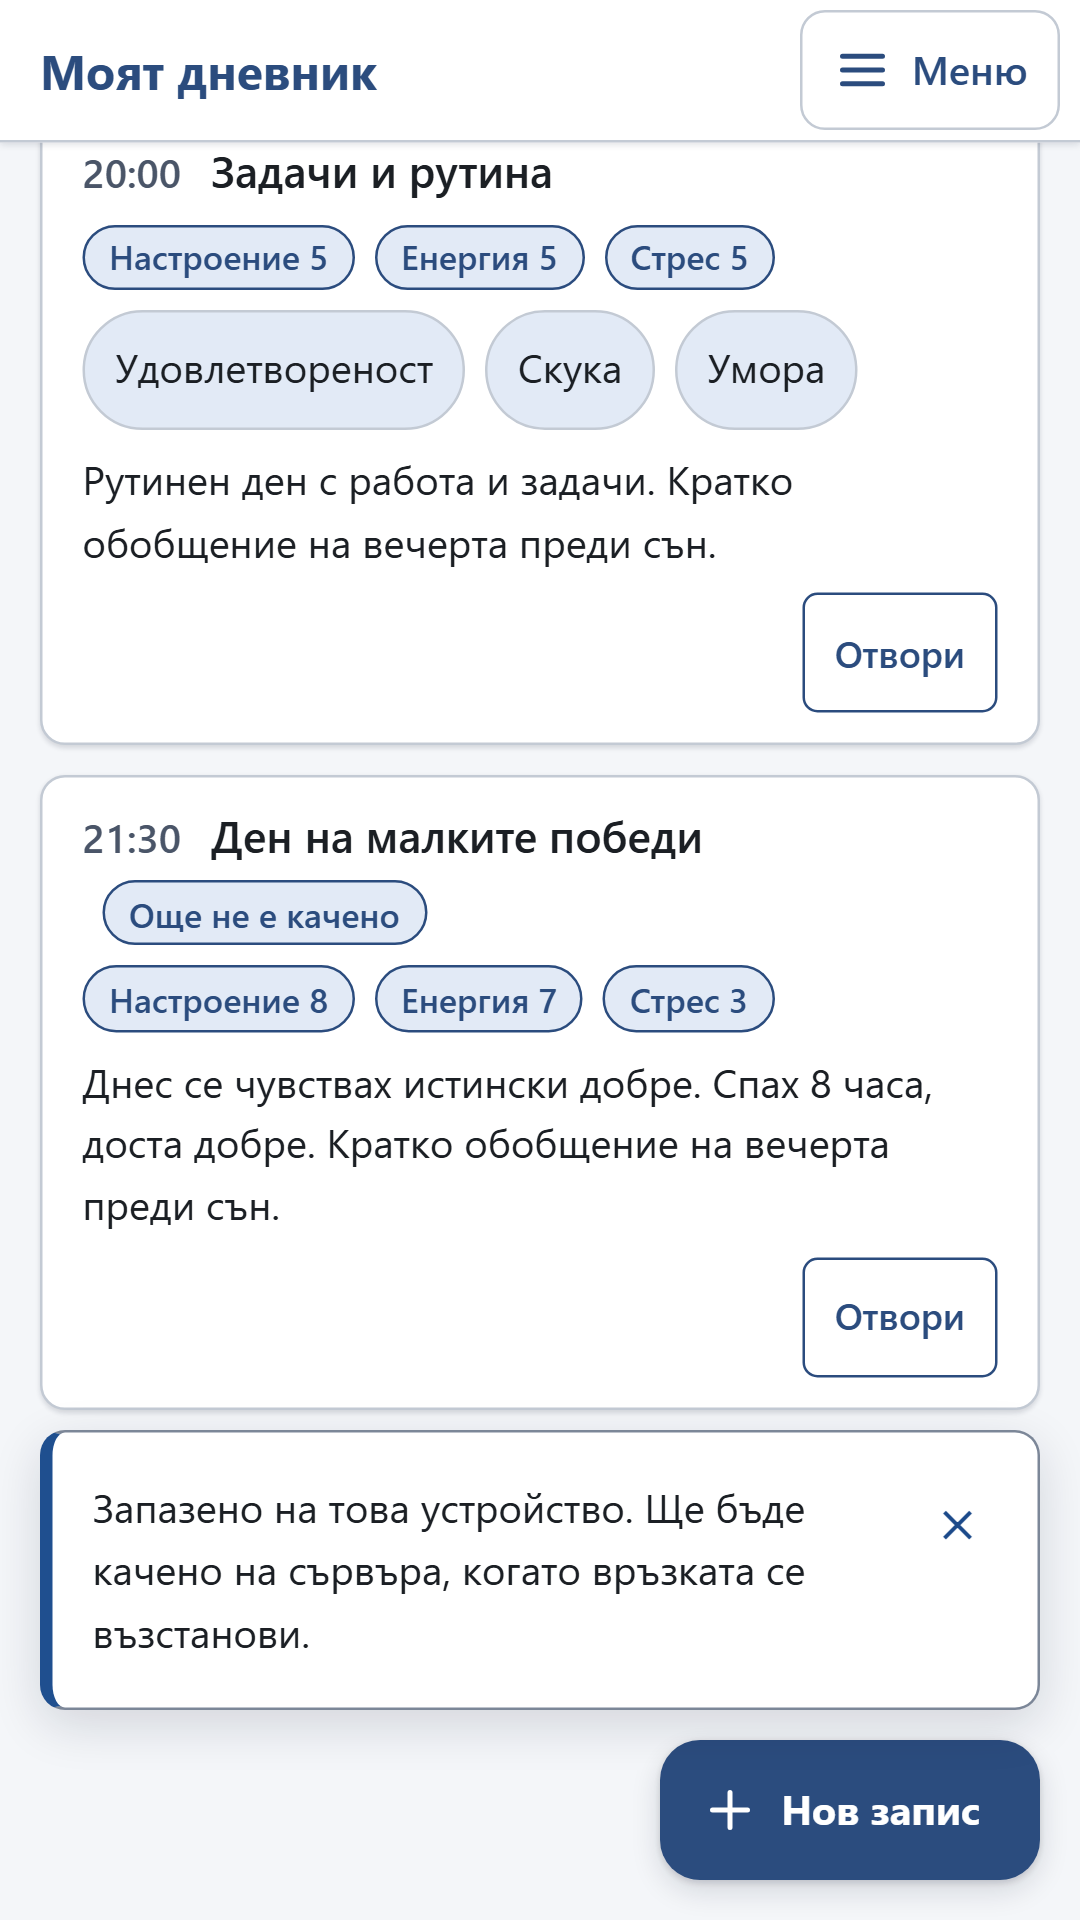 Моят дневник
Меню
20:00 Задачи и рутина
Настроение 5 Енергия 5 Стрес 5
Удовлетвореност Скука Умора
Рутинен ден с работа и задачи. Кратко
обобщение на вечерта преди сън.
Отвори
21:30 Ден на малките победи
Още не е качено
Настроение 8 Енергия 7 Стрес 3
Днес се чувствах истински добре. Спах 8 часа,
доста добре. Кратко обобщение на вечерта
преди сън.
Отвори
Запазено на това устройство. Ще бъде
качено на сървъра, когато връзката се
възстанови.
Нов запис